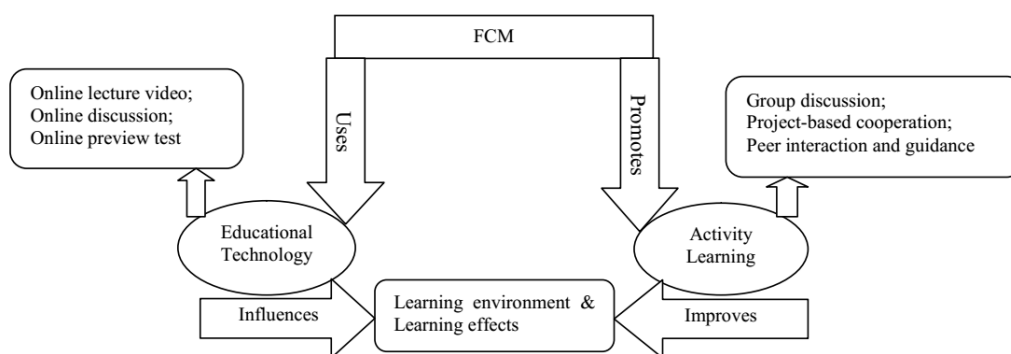 FCM
Online lecture video;
Online discussion;
Online preview test
Uses
Promotes
Group discussion;
Project-based cooperation;
Peer interaction and guidance
Educational
Technology
Activity
Learning
Influences
Learning environment &
Learning effects
Improves